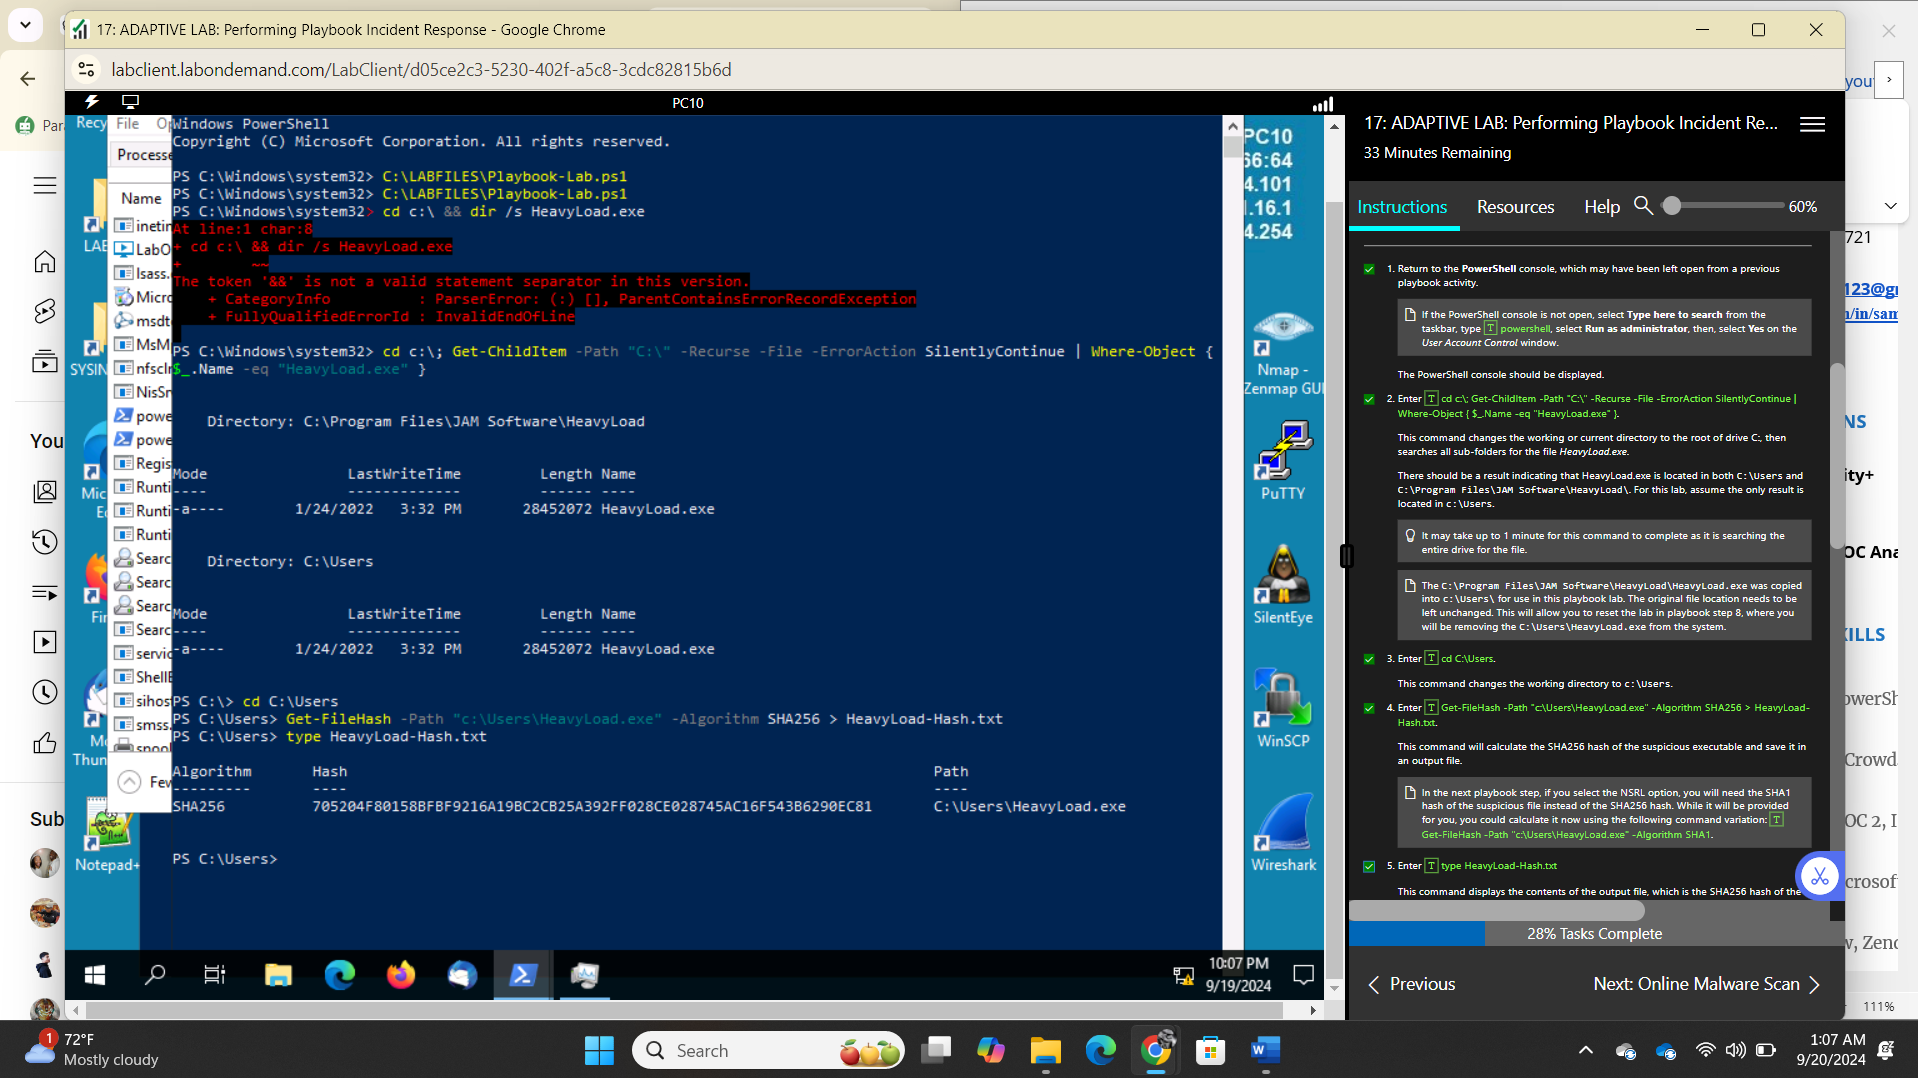 17: ADAPTIVE LAB: Performing Playbook Incident Response - Google Chrome
labclient.labondemand.com/LabClient/d05ce2c3-5230-402f-a5c8-3cdc82815b6d
PC10
Windows PowerShell
Copyright (C) Microsoft Corporation. All rights reserved.
PS C:\Windows\system32> C:\LABFILES\Playbook-Lab.ps1
PS C:\Windows\system32> C:\LABFILES\Playbook-Lab.ps1
PS C:\Windows\system32> cd c:\ && dir /s HeavyLoad.exe
At line:1 char:8
+ cd c:\ && dir /s HeavyLoad.exe
+        ~~
The token '&&' is not a valid statement separator in this version.
+ CategoryInfo          : ParserError: (:) [], ParentContainsErrorRecordException
+ FullyQualifiedErrorId : InvalidEndOfLine
PS C:\Windows\system32> cd c:\; Get-ChildItem -Path "C:\" -Recurse -File -ErrorAction SilentlyContinue | Where-Object {
$_.Name -eq "HeavyLoad.exe" }
Directory: C:\Program Files\JAM Software\HeavyLoad
Mode                LastWriteTime         Length Name
----                -------------         ------ ----
-a----        1/24/2022   3:32 PM       28452072 HeavyLoad.exe
Directory: C:\Users
Mode                LastWriteTime         Length Name
----                -------------         ------ ----
-a----        1/24/2022   3:32 PM       28452072 HeavyLoad.exe
PS C:\> cd C:\Users
PS C:\Users> Get-FileHash -Path "c:\Users\HeavyLoad.exe" -Algorithm SHA256 > HeavyLoad-Hash.txt
PS C:\Users> type HeavyLoad-Hash.txt
Algorithm       Hash                                                                   Path
---------       ----                                                                   ----
SHA256          705204F80158BFBF9216A19BC2CB25A392FF028CE028745AC16F543B6290EC81       C:\Users\HeavyLoad.exe
PS C:\Users>
File
Name
LabO
lsass.e
Micro
msdt
MsM
nfscl
NisSr
powe
powe
Regis
Runti
Runti
Runti
Searc
Searc
Searc
Searc
servic
ShellE
sihos
smss.
Few
Notepad+
PC10
66:64
4.101
.16.1
4.254
Nmap -
Zenmap GUI
PuTTY
SilentEye
WinSCP
Wireshark
10:07 PM
9/19/2024
17: ADAPTIVE LAB: Performing Playbook Incident Re...
33 Minutes Remaining
Instructions
Resources
Help
60%
1. Return to the PowerShell console, which may have been left open from a previous
playbook activity.
If the PowerShell console is not open, select Type here to search from the
taskbar, type T powershell, select Run as administrator, then, select Yes on the
User Account Control window.
The PowerShell console should be displayed.
2. Enter T cd c:\; Get-ChildItem -Path "C:\" -Recurse -File -ErrorAction SilentlyContinue |
Where-Object { $_.Name -eq "HeavyLoad.exe" }.
This command changes the working or current directory to the root of drive C:, then
searches all sub-folders for the file HeavyLoad.exe.
There should be a result indicating that HeavyLoad.exe is located in both C:\Users and
C:\Program Files\JAM Software\HeavyLoad\. For this lab, assume the only result is
located in c:\Users.
It may take up to 1 minute for this command to complete as it is searching the
entire drive for the file.
The C:\Program Files\JAM Software\HeavyLoad\HeavyLoad.exe was copied
into c:\Users\ for use in this playbook lab. The original file location needs to be
left unchanged. This will allow you to reset the lab in playbook step 8, where you
will be removing the C:\Users\HeavyLoad.exe from the system.
3. Enter T cd C:\Users.
This command changes the working directory to c:\Users.
4. Enter T Get-FileHash -Path "c:\Users\HeavyLoad.exe" -Algorithm SHA256 > HeavyLoad-
Hash.txt.
This command will calculate the SHA256 hash of the suspicious executable and save it in
an output file.
In the next playbook step, if you select the NSRL option, you will need the SHA1
hash of the suspicious file instead of the SHA256 hash. While it will be provided
for you, you could calculate it now using the following command variation: T
Get-FileHash -Path "c:\Users\HeavyLoad.exe" -Algorithm SHA1.
5. Enter T type HeavyLoad-Hash.txt
This command displays the contents of the output file, which is the SHA256 hash of the
28% Tasks Complete
Previous
Next: Online Malware Scan
You
Sub
721
111%
1
72°F
Mostly cloudy
Search
1:07 AM
9/20/2024